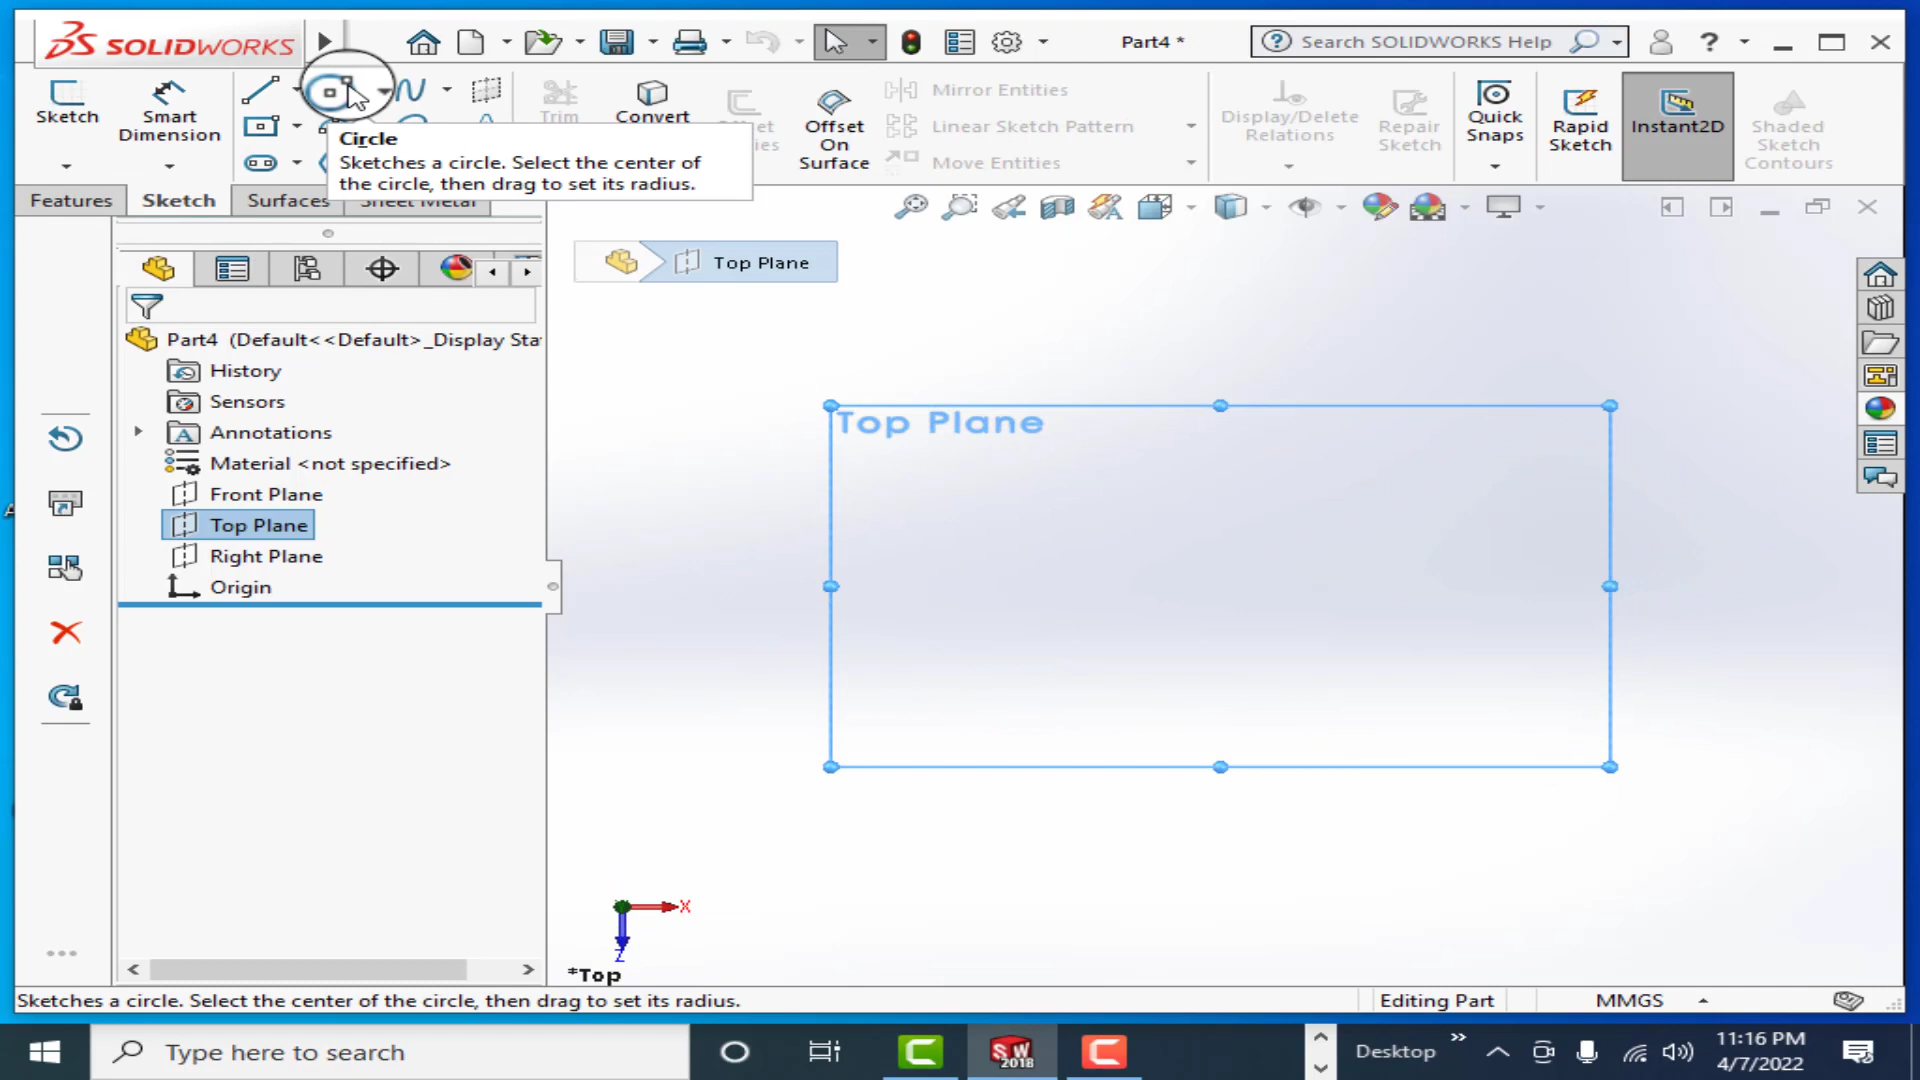 SOLIDWORKS
Part4 *
Search SOLIDWORKS Help
?
Sketch
Smart
Dimension
Trim
Convert
Offset
On
Surface
Mirror Entities
Linear Sketch Pattern
Move Entities
Display/Delete
Relations
Repair
Sketch
Quick
Snaps
Rapid
Sketch
Instant2D
Shaded
Sketch
Contours
Circle
Sketches a circle. Select the center of
the circle, then drag to set its radius.
Features
Sketch
Surfaces
Sheet Metal
Top Plane
Part4 (Default<<Default>_Display Sta
History
Sensors
Annotations
Material <not specified>
Front Plane
Top Plane
Right Plane
Origin
Top Plane
X
Z
*Top
Sketches a circle. Select the center of the circle, then drag to set its radius.
Editing Part
MMGS
Type here to search
SW
2018
Desktop
11:16 PM
4/7/2022